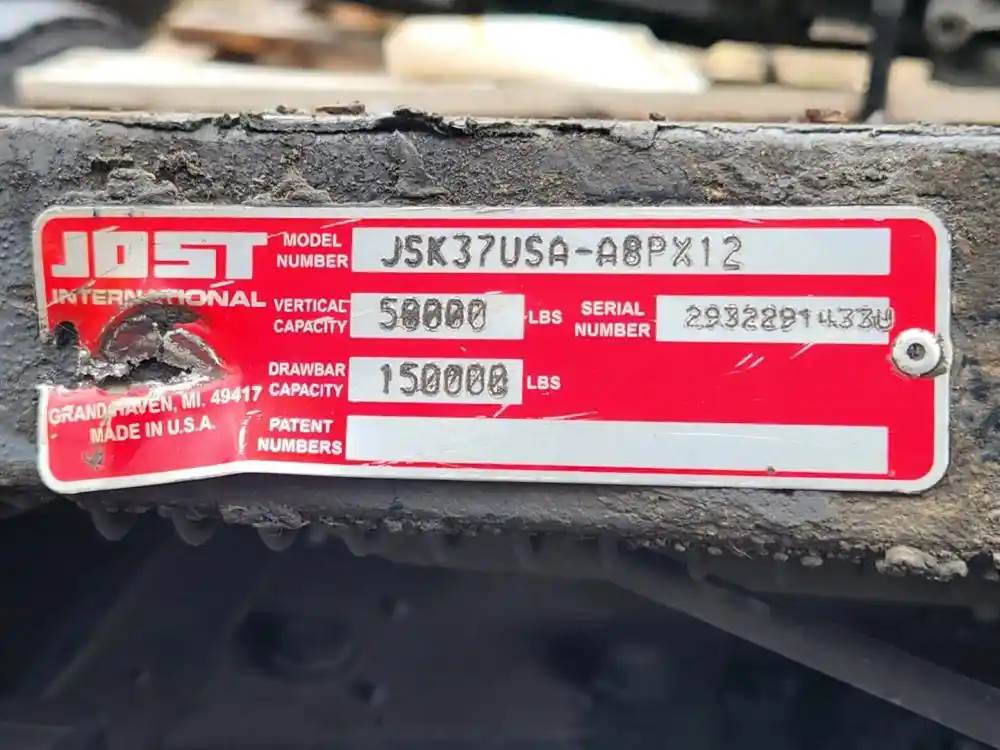 JOST
INTERNATIONAL
GRAND HAVEN, MI. 49417
MADE IN U.S.A.
MODEL NUMBER JSK37USA-A8PX12
VERTICAL CAPACITY 50000 LBS
SERIAL NUMBER 2932291433U
DRAWBAR CAPACITY 150000 LBS
PATENT NUMBERS